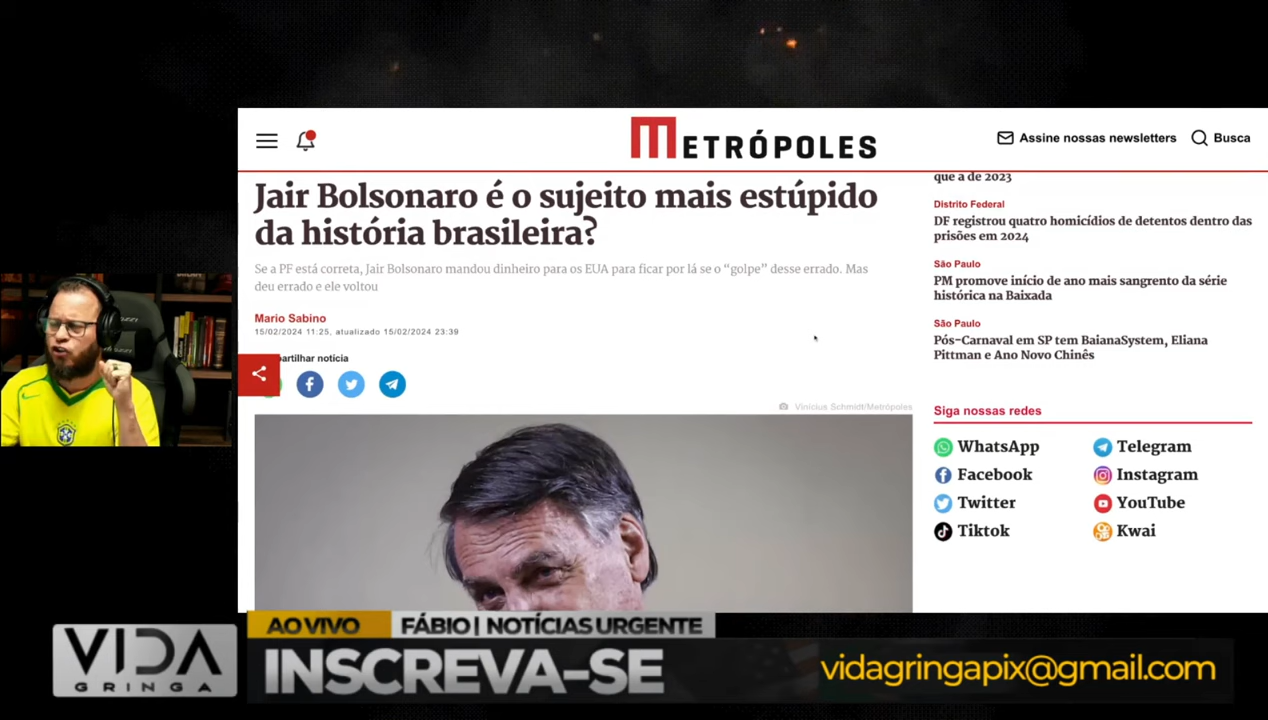 METRÓPOLES
Assine nossas newsletters
Busca
Jair Bolsonaro é o sujeito mais estúpido
da história brasileira?
Se a PF está correta, Jair Bolsonaro mandou dinheiro para os EUA para ficar por lá se o “golpe” desse errado. Mas
deu errado e ele voltou
Mario Sabino
15/02/2024 11:25, atualizado 15/02/2024 23:39
partilhar notícia
Vinícius Schmidt/Metrópoles
que a de 2023
Distrito Federal
DF registrou quatro homicídios de detentos dentro das
prisões em 2024
São Paulo
PM promove início de ano mais sangrento da série
histórica na Baixada
São Paulo
Pós-Carnaval em SP tem BaianaSystem, Eliana
Pittman e Ano Novo Chinês
Siga nossas redes
WhatsApp
Telegram
Facebook
Instagram
Twitter
YouTube
Tiktok
Kwai
AO VIVO
FÁBIO | NOTÍCIAS URGENTE
VIDA
GRINGA
INSCREVA-SE
vidagringapix@gmail.com